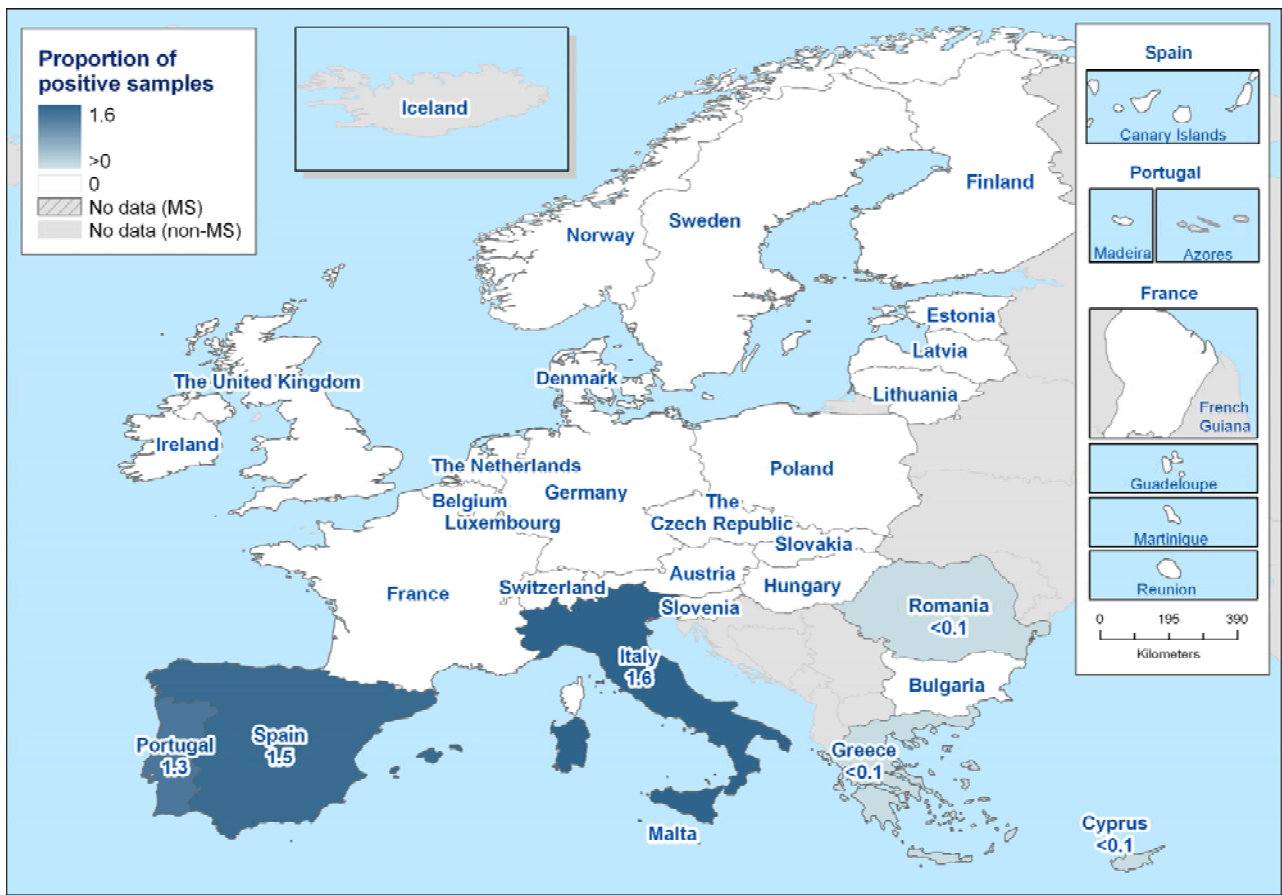 Proportion of
positive samples
1.6
>0
0
No data (MS)
No data (non-MS)
Iceland
Spain
Canary Islands
Portugal
Madeira
Azores
France
French
Guiana
Guadeloupe
Martinique
Reunion
0 195 390
Kilometers
Finland
Sweden
Norway
Estonia
Latvia
Lithuania
Denmark
The United Kingdom
Ireland
The Netherlands
Belgium
Luxembourg
Germany
Poland
The
Czech Republic
Slovakia
Austria
Hungary
Switzerland
Slovenia
France
Romania
<0.1
Italy
1.6
Bulgaria
Portugal
1.3
Spain
1.5
Greece
<0.1
Malta
Cyprus
<0.1